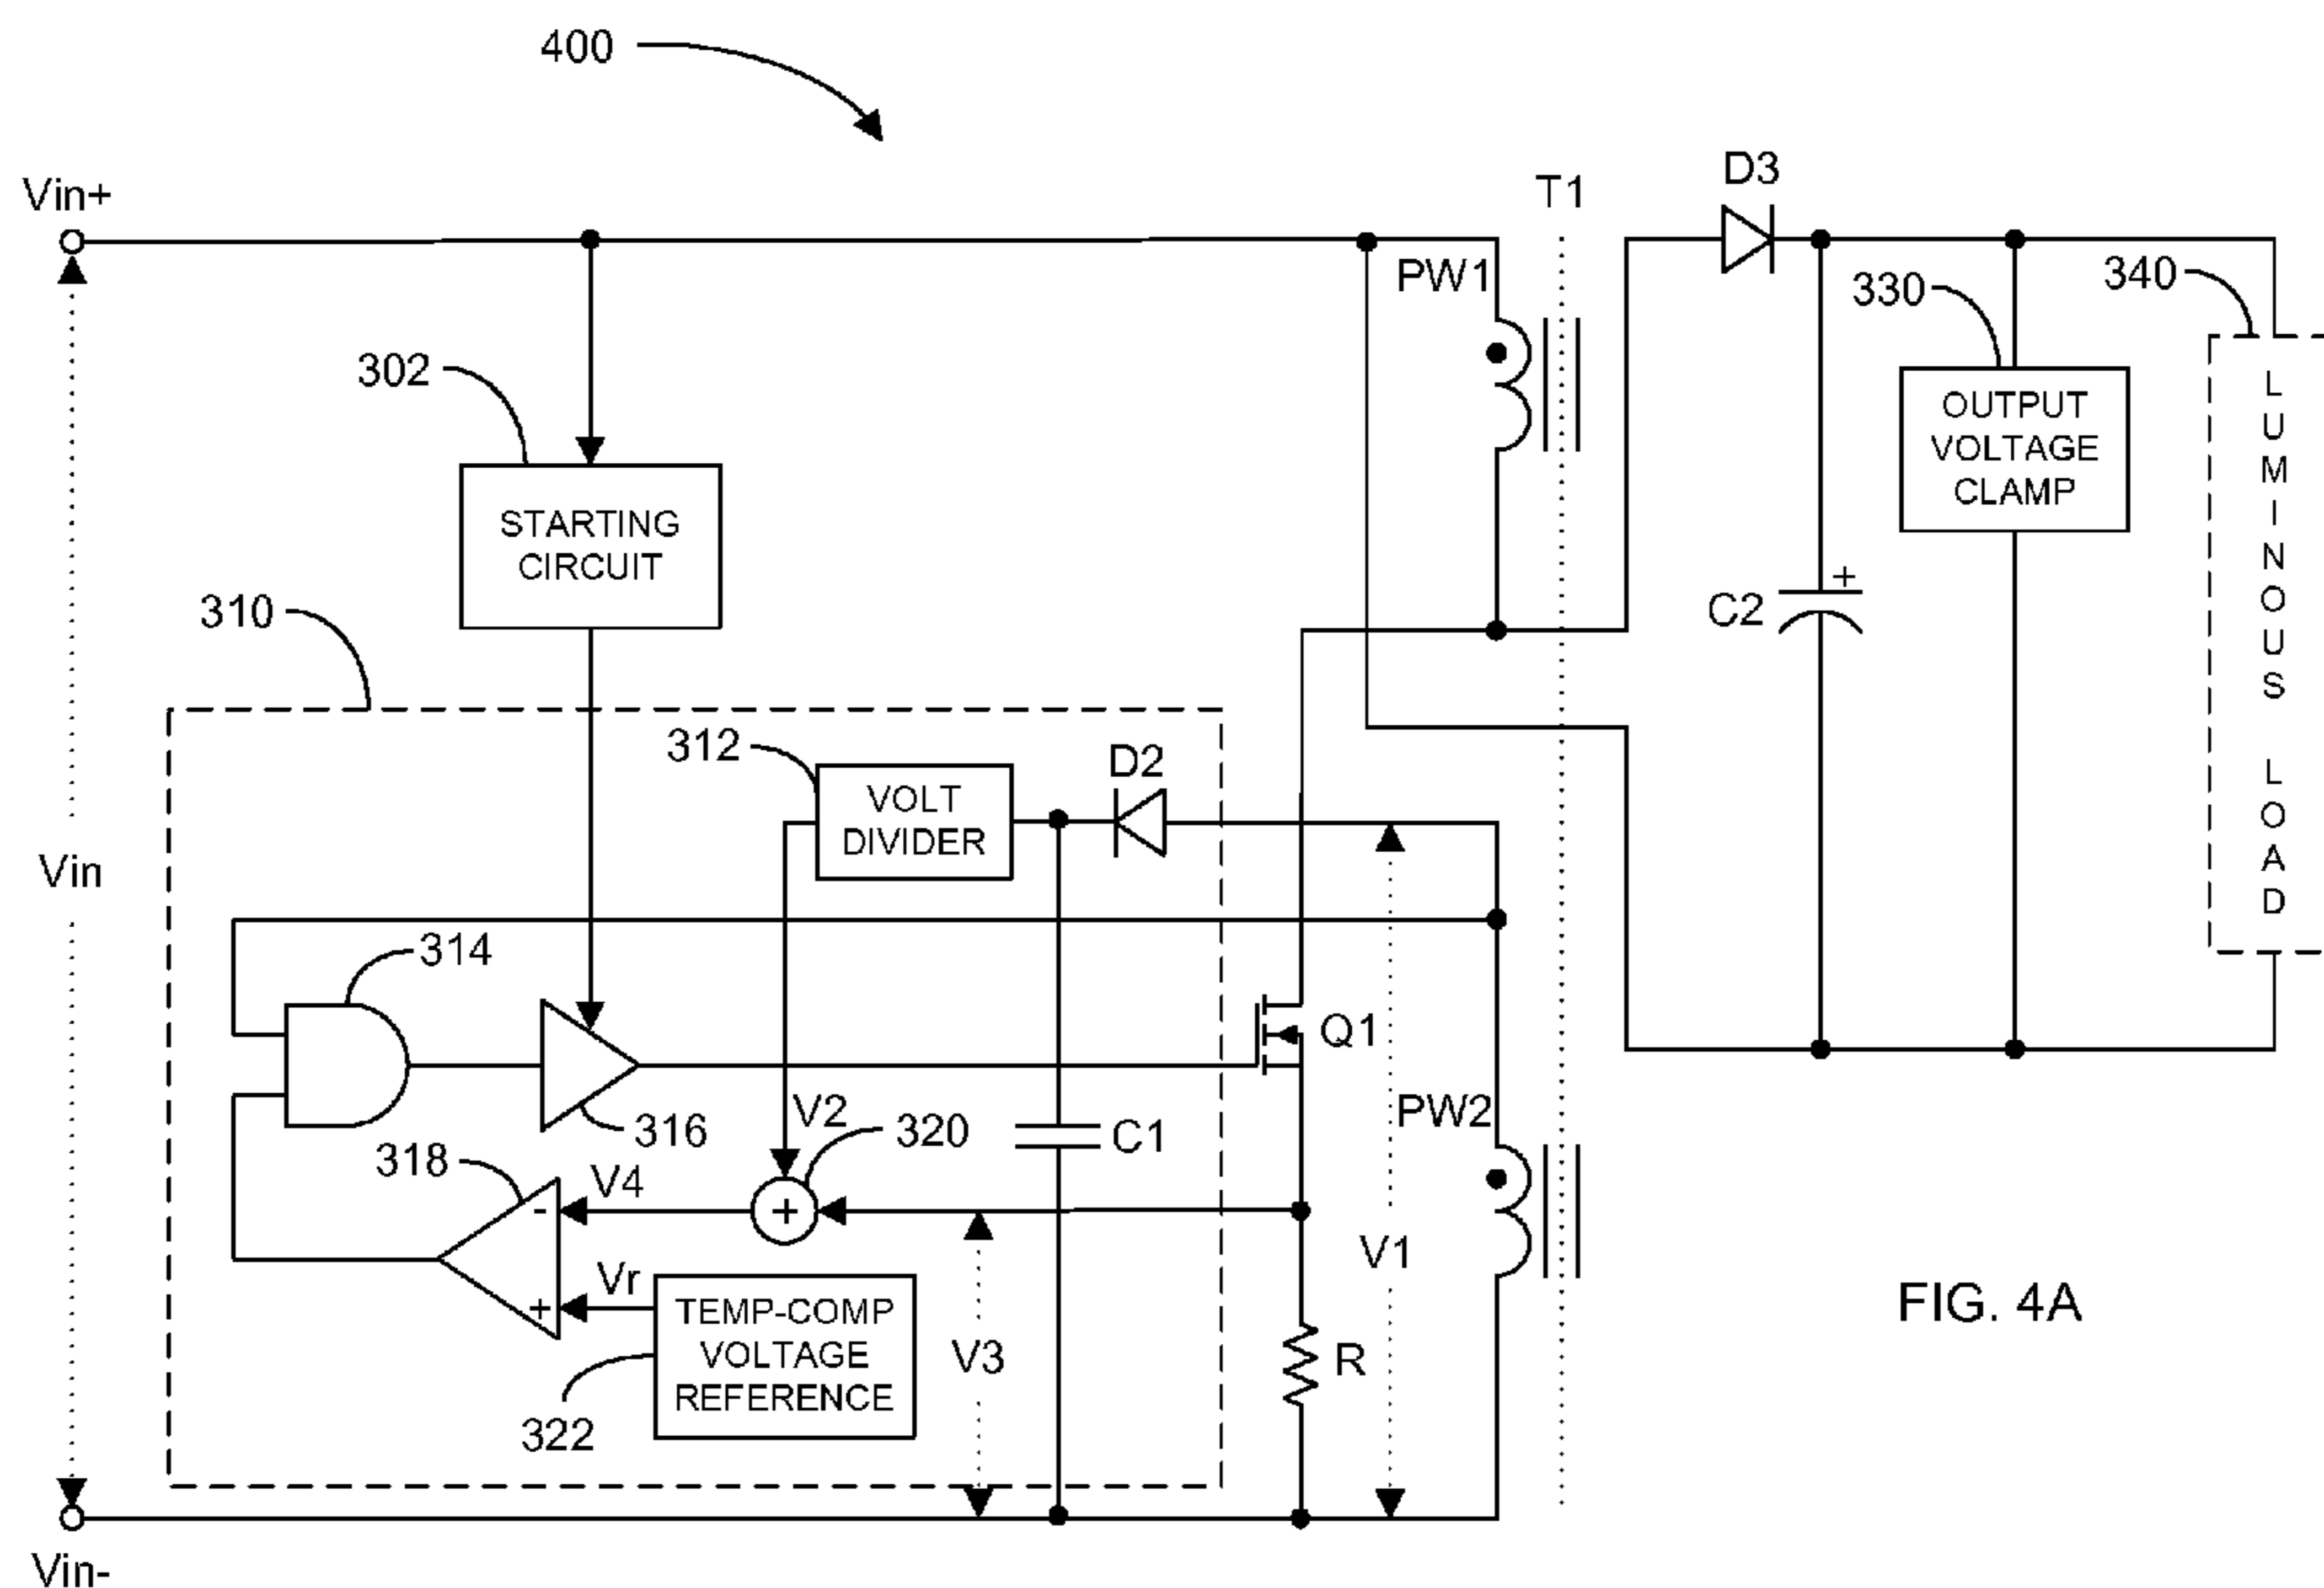 400
Vin+
T1
D3
PW1
330
340
302
OUTPUT
VOLTAGE
CLAMP
LUMINOUS LOAD
STARTING
CIRCUIT
+
C2
310
312
D2
VOLT
DIVIDER
Vin
314
Q1
V2
PW2
316
320
C1
318
V4
-
+
V1
Vr
+
FIG. 4A
TEMP-COMP
VOLTAGE
REFERENCE
V3
R
322
Vin-